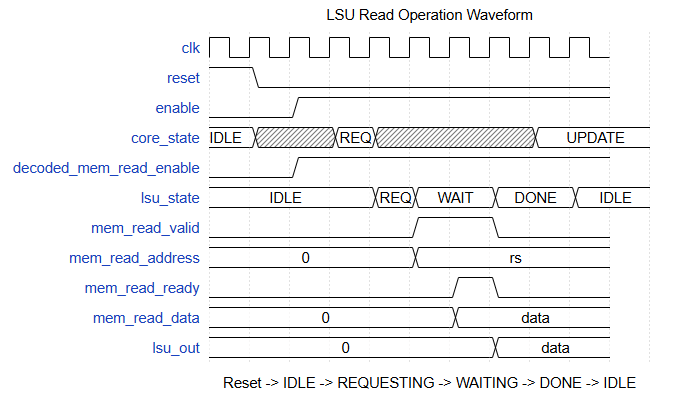 LSU Read Operation Waveform
clk
reset
enable
core_state IDLE REQ UPDATE
decoded_mem_read_enable
lsu_state IDLE REQ WAIT DONE IDLE
mem_read_valid
mem_read_address 0 rs
mem_read_ready
mem_read_data 0 data
lsu_out 0 data
Reset -> IDLE -> REQUESTING -> WAITING -> DONE -> IDLE